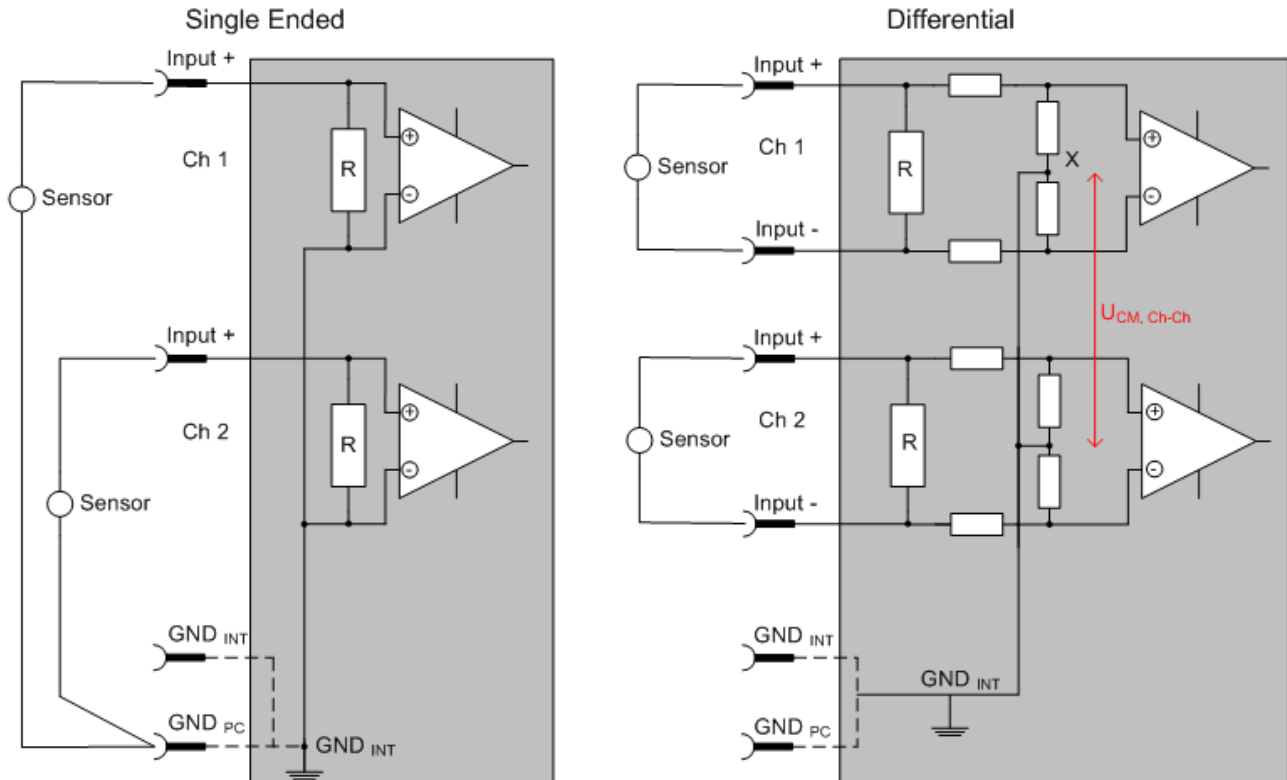 Single Ended
Input +
Ch 1
R
+
-
Sensor
Input +
Ch 2
R
+
-
Sensor
GND INT
GND PC
GND INT
Differential
Input +
Ch 1
Sensor
R
X
+
-
Input -
U CM, Ch-Ch
Input +
Ch 2
Sensor
R
+
-
Input -
GND INT
GND INT
GND PC